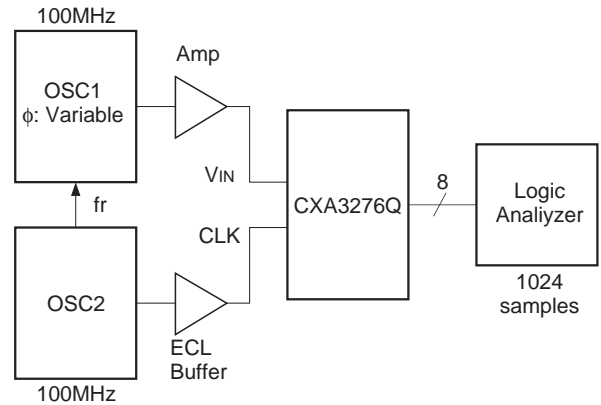 100MHz
OSC1
ϕ: Variable
Amp
VIN
fr
CLK
CXA3276Q
8
Logic
Analiyzer
1024
samples
OSC2
ECL
Buffer
100MHz